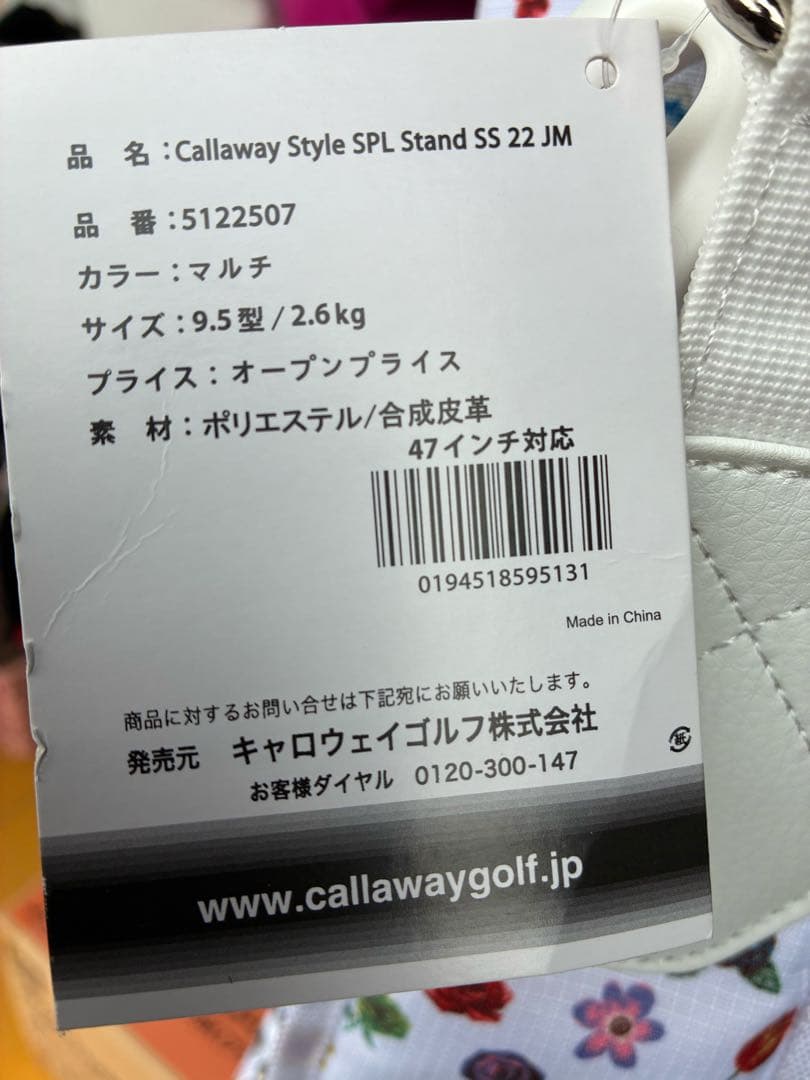 品 名：Callaway Style SPL Stand SS 22 JM
品 番：5122507
カラー：マルチ
サイズ：9.5型 / 2.6kg
プライス：オープンプライス
素 材：ポリエステル/合成皮革
47インチ対応
0194518595131
Made in China
商品に対するお問い合せは下記宛にお願いいたします。
発売元 キャロウェイゴルフ株式会社
紙
お客様ダイヤル 0120-300-147
www.callawaygolf.jp